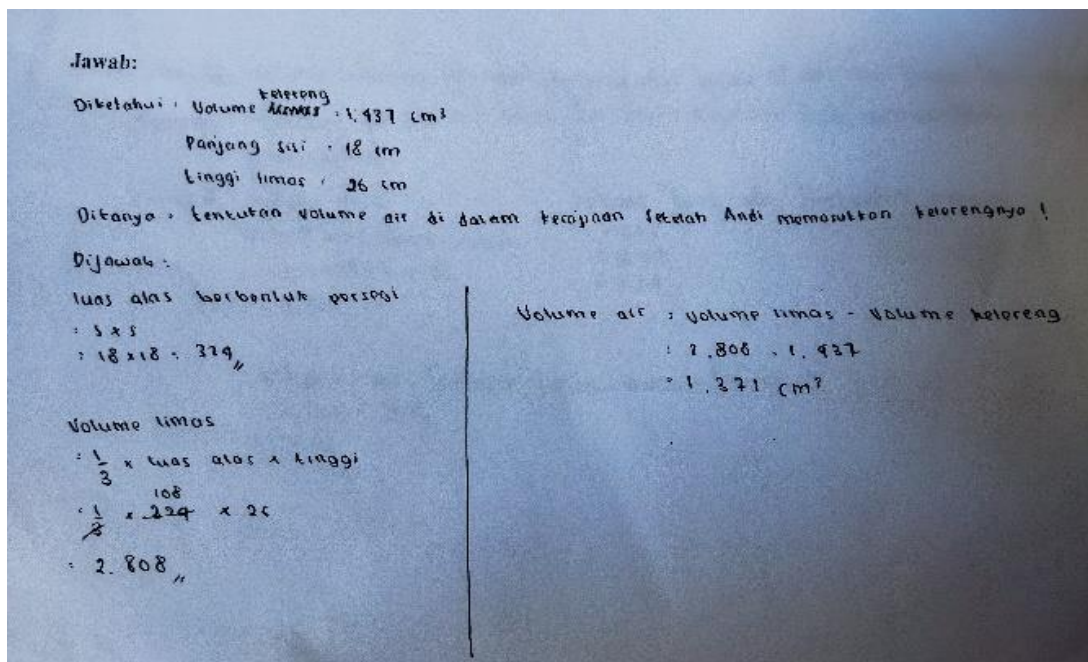 Jawab:
kelereng
Diketahui : Volume limas : 1.437 cm³
Panjang sisi : 18 cm
tinggi limas : 26 cm
Ditanya : tentukan volume air di dalam kerajinan setelah Andi memasukkan kelerengnya !
Dijawab :
luas alas berbentuk persegi
: s x s
: 18 x 18 = 324 //
Volume limas
: 1/3 x luas alas x tinggi
108
: 1/3 x 324 x 26
: 2.808 //
Volume air : volume limas - Volume kelereng
: 2.808 - 1.437
= 1.371 cm³